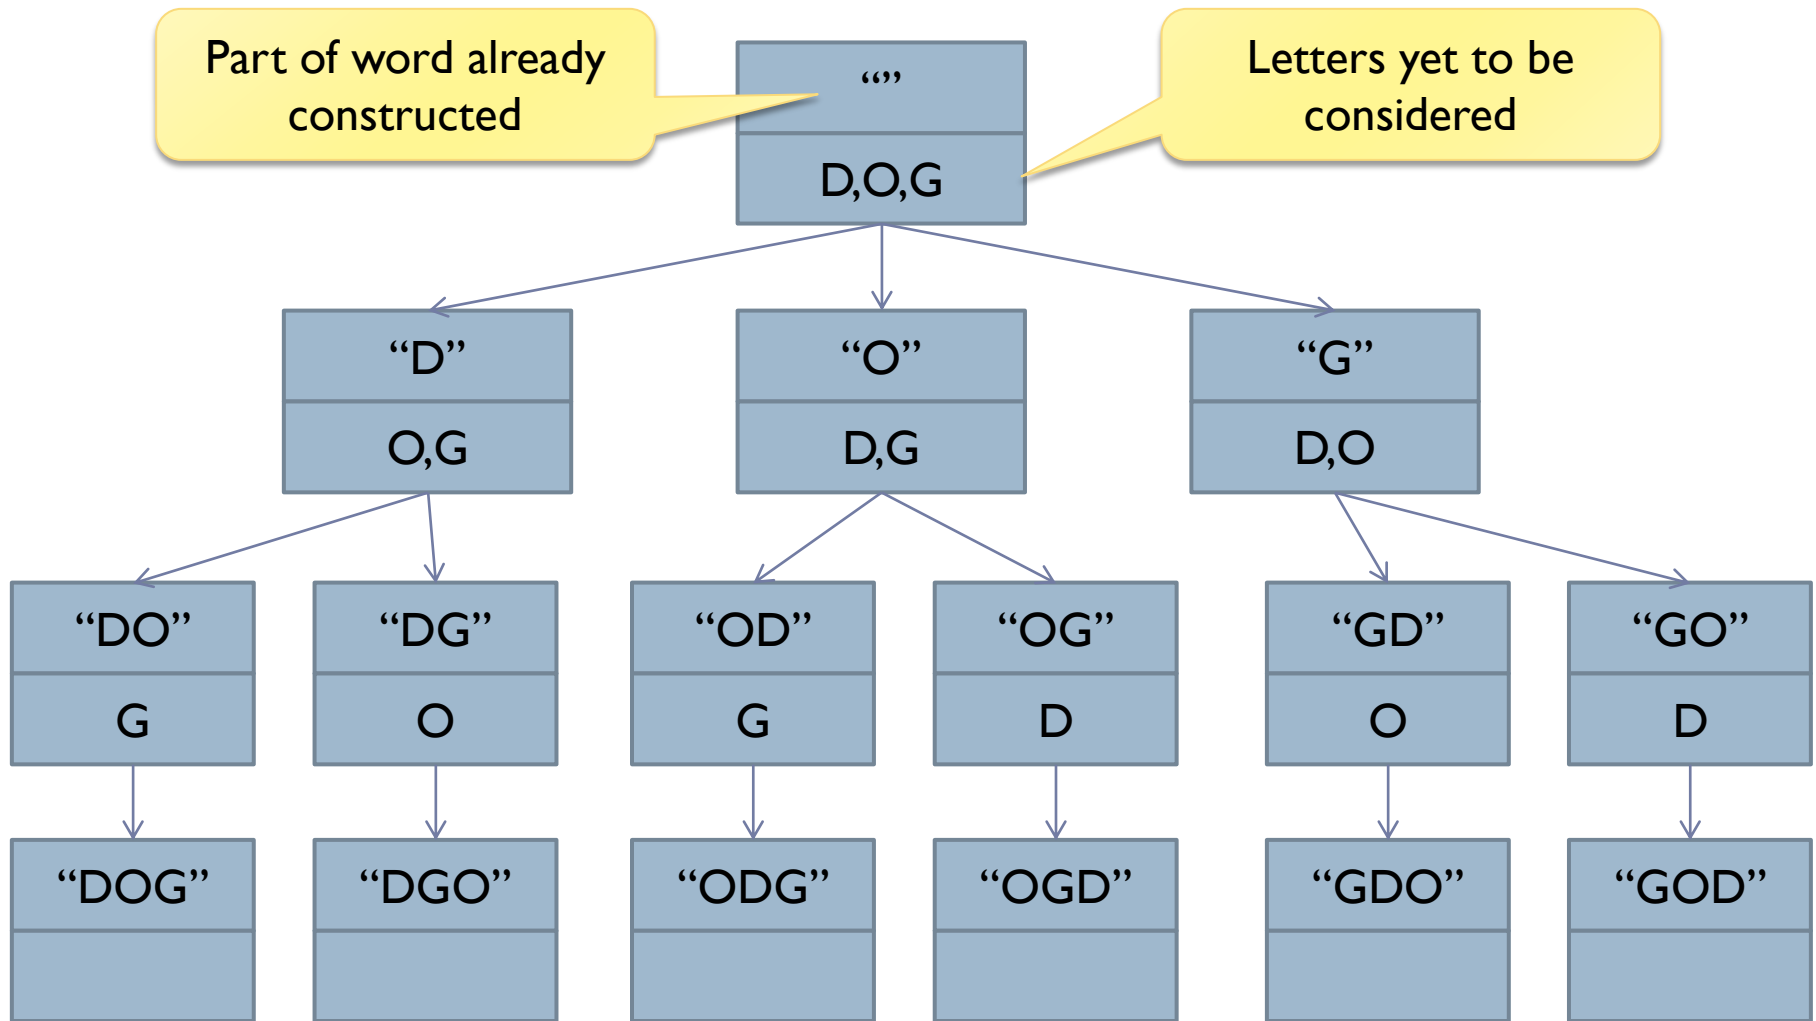 Part of word already
constructed
“”
D,O,G
Letters yet to be
considered
“D”
O,G
“O”
D,G
“G”
D,O
“DO”
G
“DG”
O
“OD”
G
“OG”
D
“GD”
O
“GO”
D
“DOG”
“DGO”
“ODG”
“OGD”
“GDO”
“GOD”